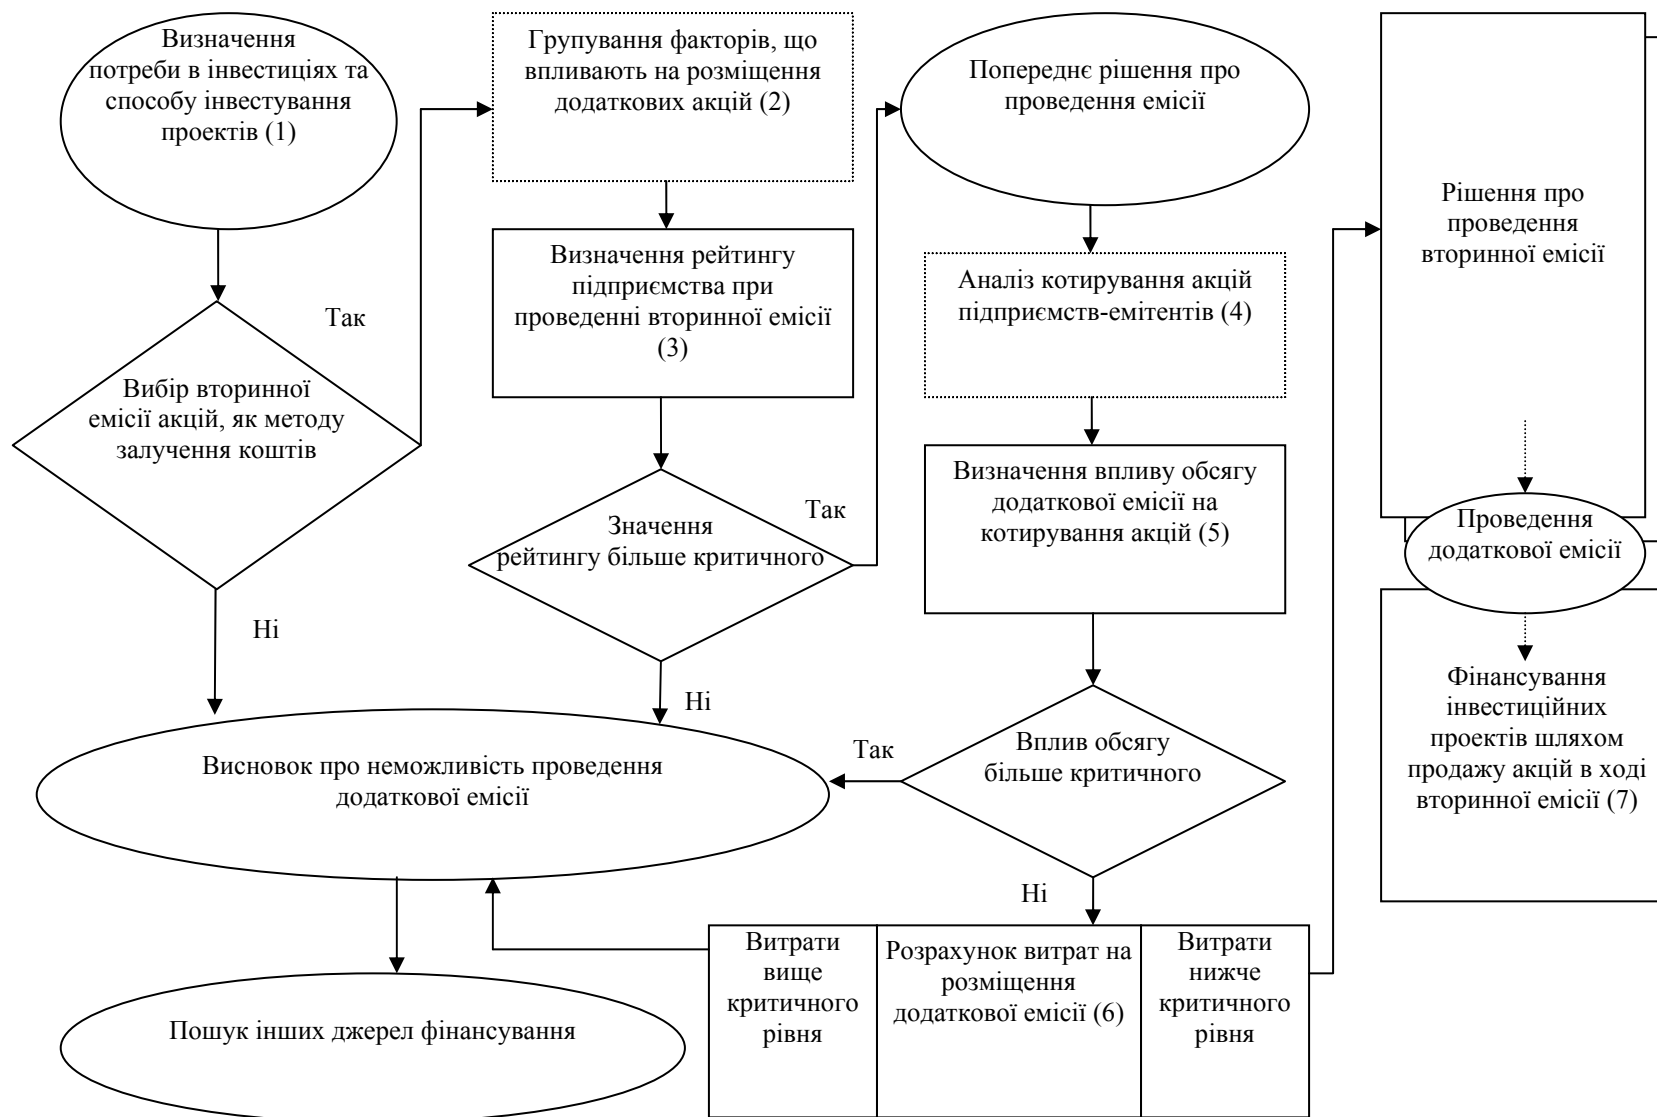 Визначення
потреби в інвестиціях та
способу інвестування
проектів (1)
Групування факторів, що
впливають на розміщення
додаткових акцій (2)
Попереднє рішення про
проведення емісії
Рішення про
проведення
вторинної емісії
Визначення рейтингу
підприємства при
проведенні вторинної емісії
(3)
Аналіз котирування акцій
підприємств-емітентів (4)
Так
Вибір вторинної
емісії акцій, як методу
залучення коштів
Ні
Значення
рейтингу більше критичного
Так
Ні
Визначення впливу обсягу
додаткової емісії на
котирування акцій (5)
Проведення
додаткової емісії
Фінансування
інвестиційних
проектів шляхом
продажу акцій в ході
вторинної емісії (7)
Вплив обсягу
більше критичного
Так
Ні
Висновок про неможливість проведення
додаткової емісії
Пошук інших джерел фінансування
Витрати
вище
критичного
рівня
Розрахунок витрат на
розміщення
додаткової емісії (6)
Витрати
нижче
критичного
рівня